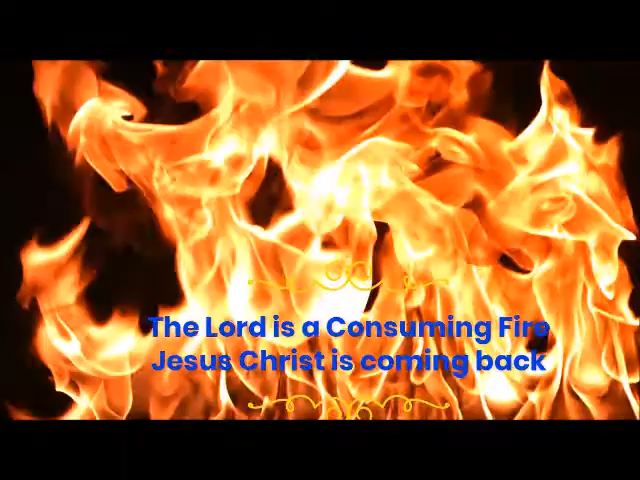 The Lord is a Consuming Fire
Jesus Christ is coming back